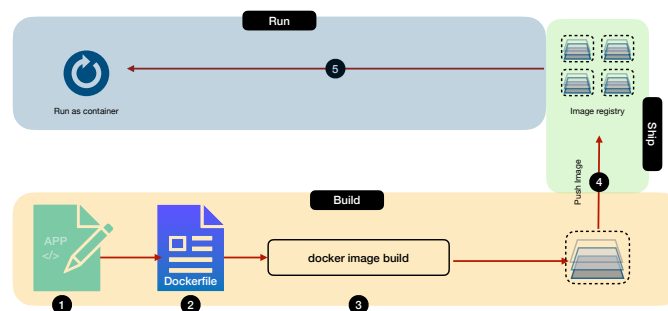 Run
5
Run as container
Image registry
Ship
Push Image
4
Build
APP
</>
Dockerfile
docker image build
1
2
3